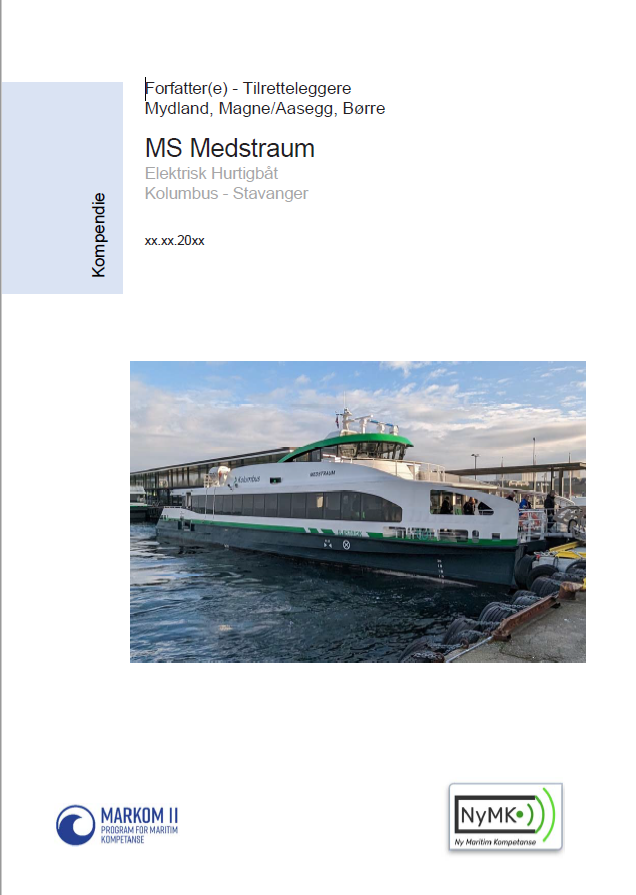 Forfatter(e) - Tilretteleggere
Mydland, Magne/Aasegg, Børre
MS Medstraum
Elektrisk Hurtigbåt
Kolumbus - Stavanger
xx.xx.20xx
Kompendie
Kolumbus
MEDSTRAUM
ELEKTRISK
MARKOM II
PROGRAM FOR MARITIM
KOMPETANSE
NyMK
Ny Maritim Kompetanse